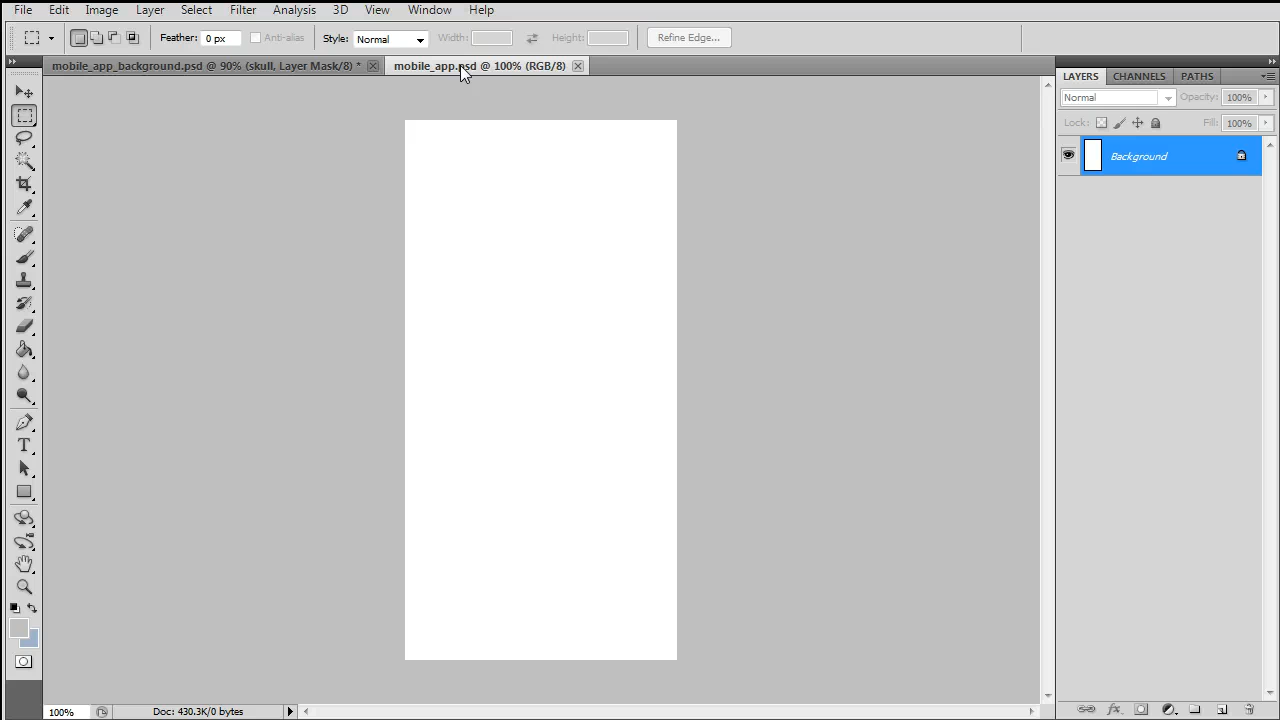 File Edit Image Layer Select Filter Analysis 3D View Window Help
Feather: 0 px Anti-alias Style: Normal Width: Height: Refine Edge...
mobile_app_background.psd @ 90% (skull, Layer Mask/8) * mobile_app.psd @ 100% (RGB/8)
LAYERS CHANNELS PATHS
Normal Opacity: 100%
Lock: Fill: 100%
Background
100% Doc: 430.3K/0 bytes